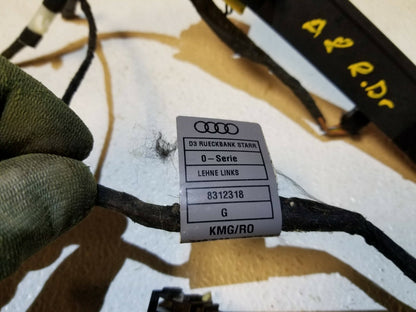 A8 R.Dr
D3 RUECKBANK STARR
0-Serie
LEHNE LINKS
8312318
G
KMG/RO